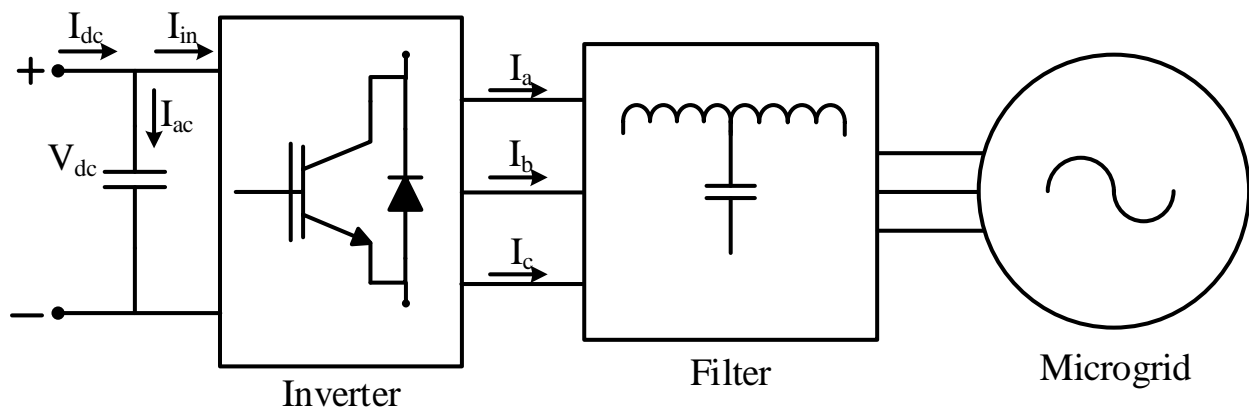 I_dc
I_in
+
I_ac
V_dc
−
I_a
I_b
I_c
Inverter
Filter
Microgrid